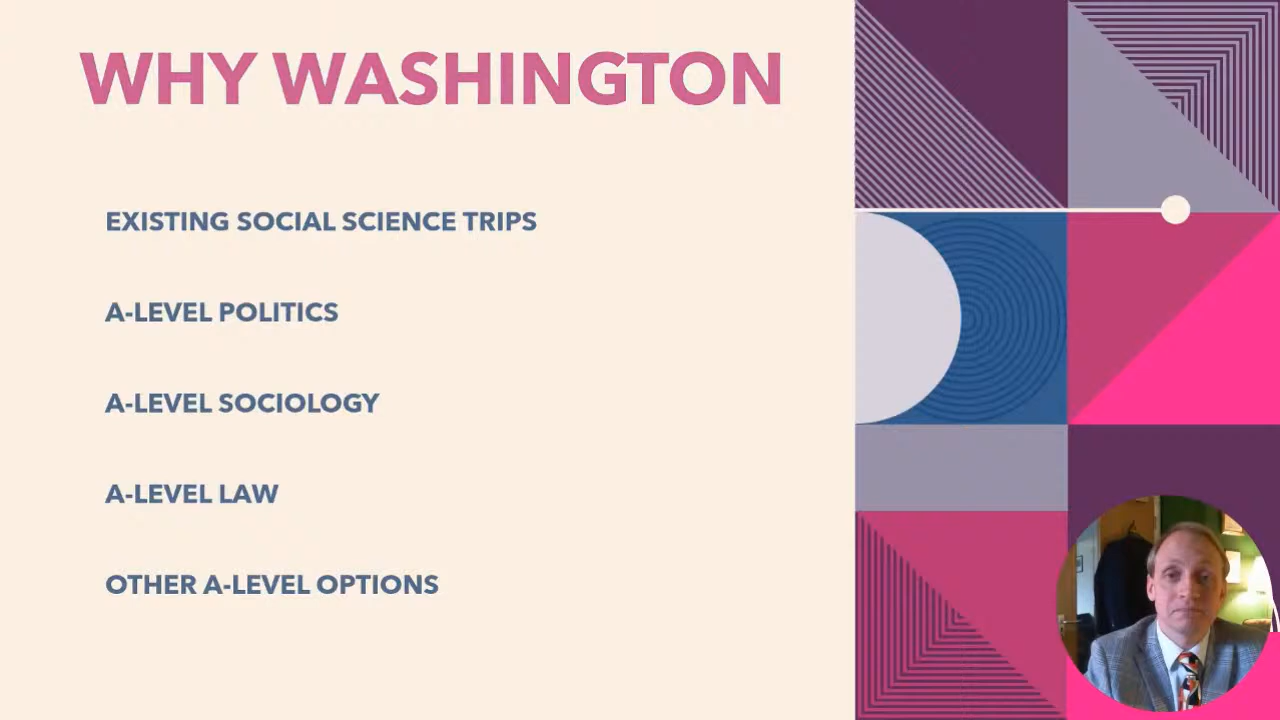 WHY WASHINGTON
EXISTING SOCIAL SCIENCE TRIPS
A-LEVEL POLITICS
A-LEVEL SOCIOLOGY
A-LEVEL LAW
OTHER A-LEVEL OPTIONS